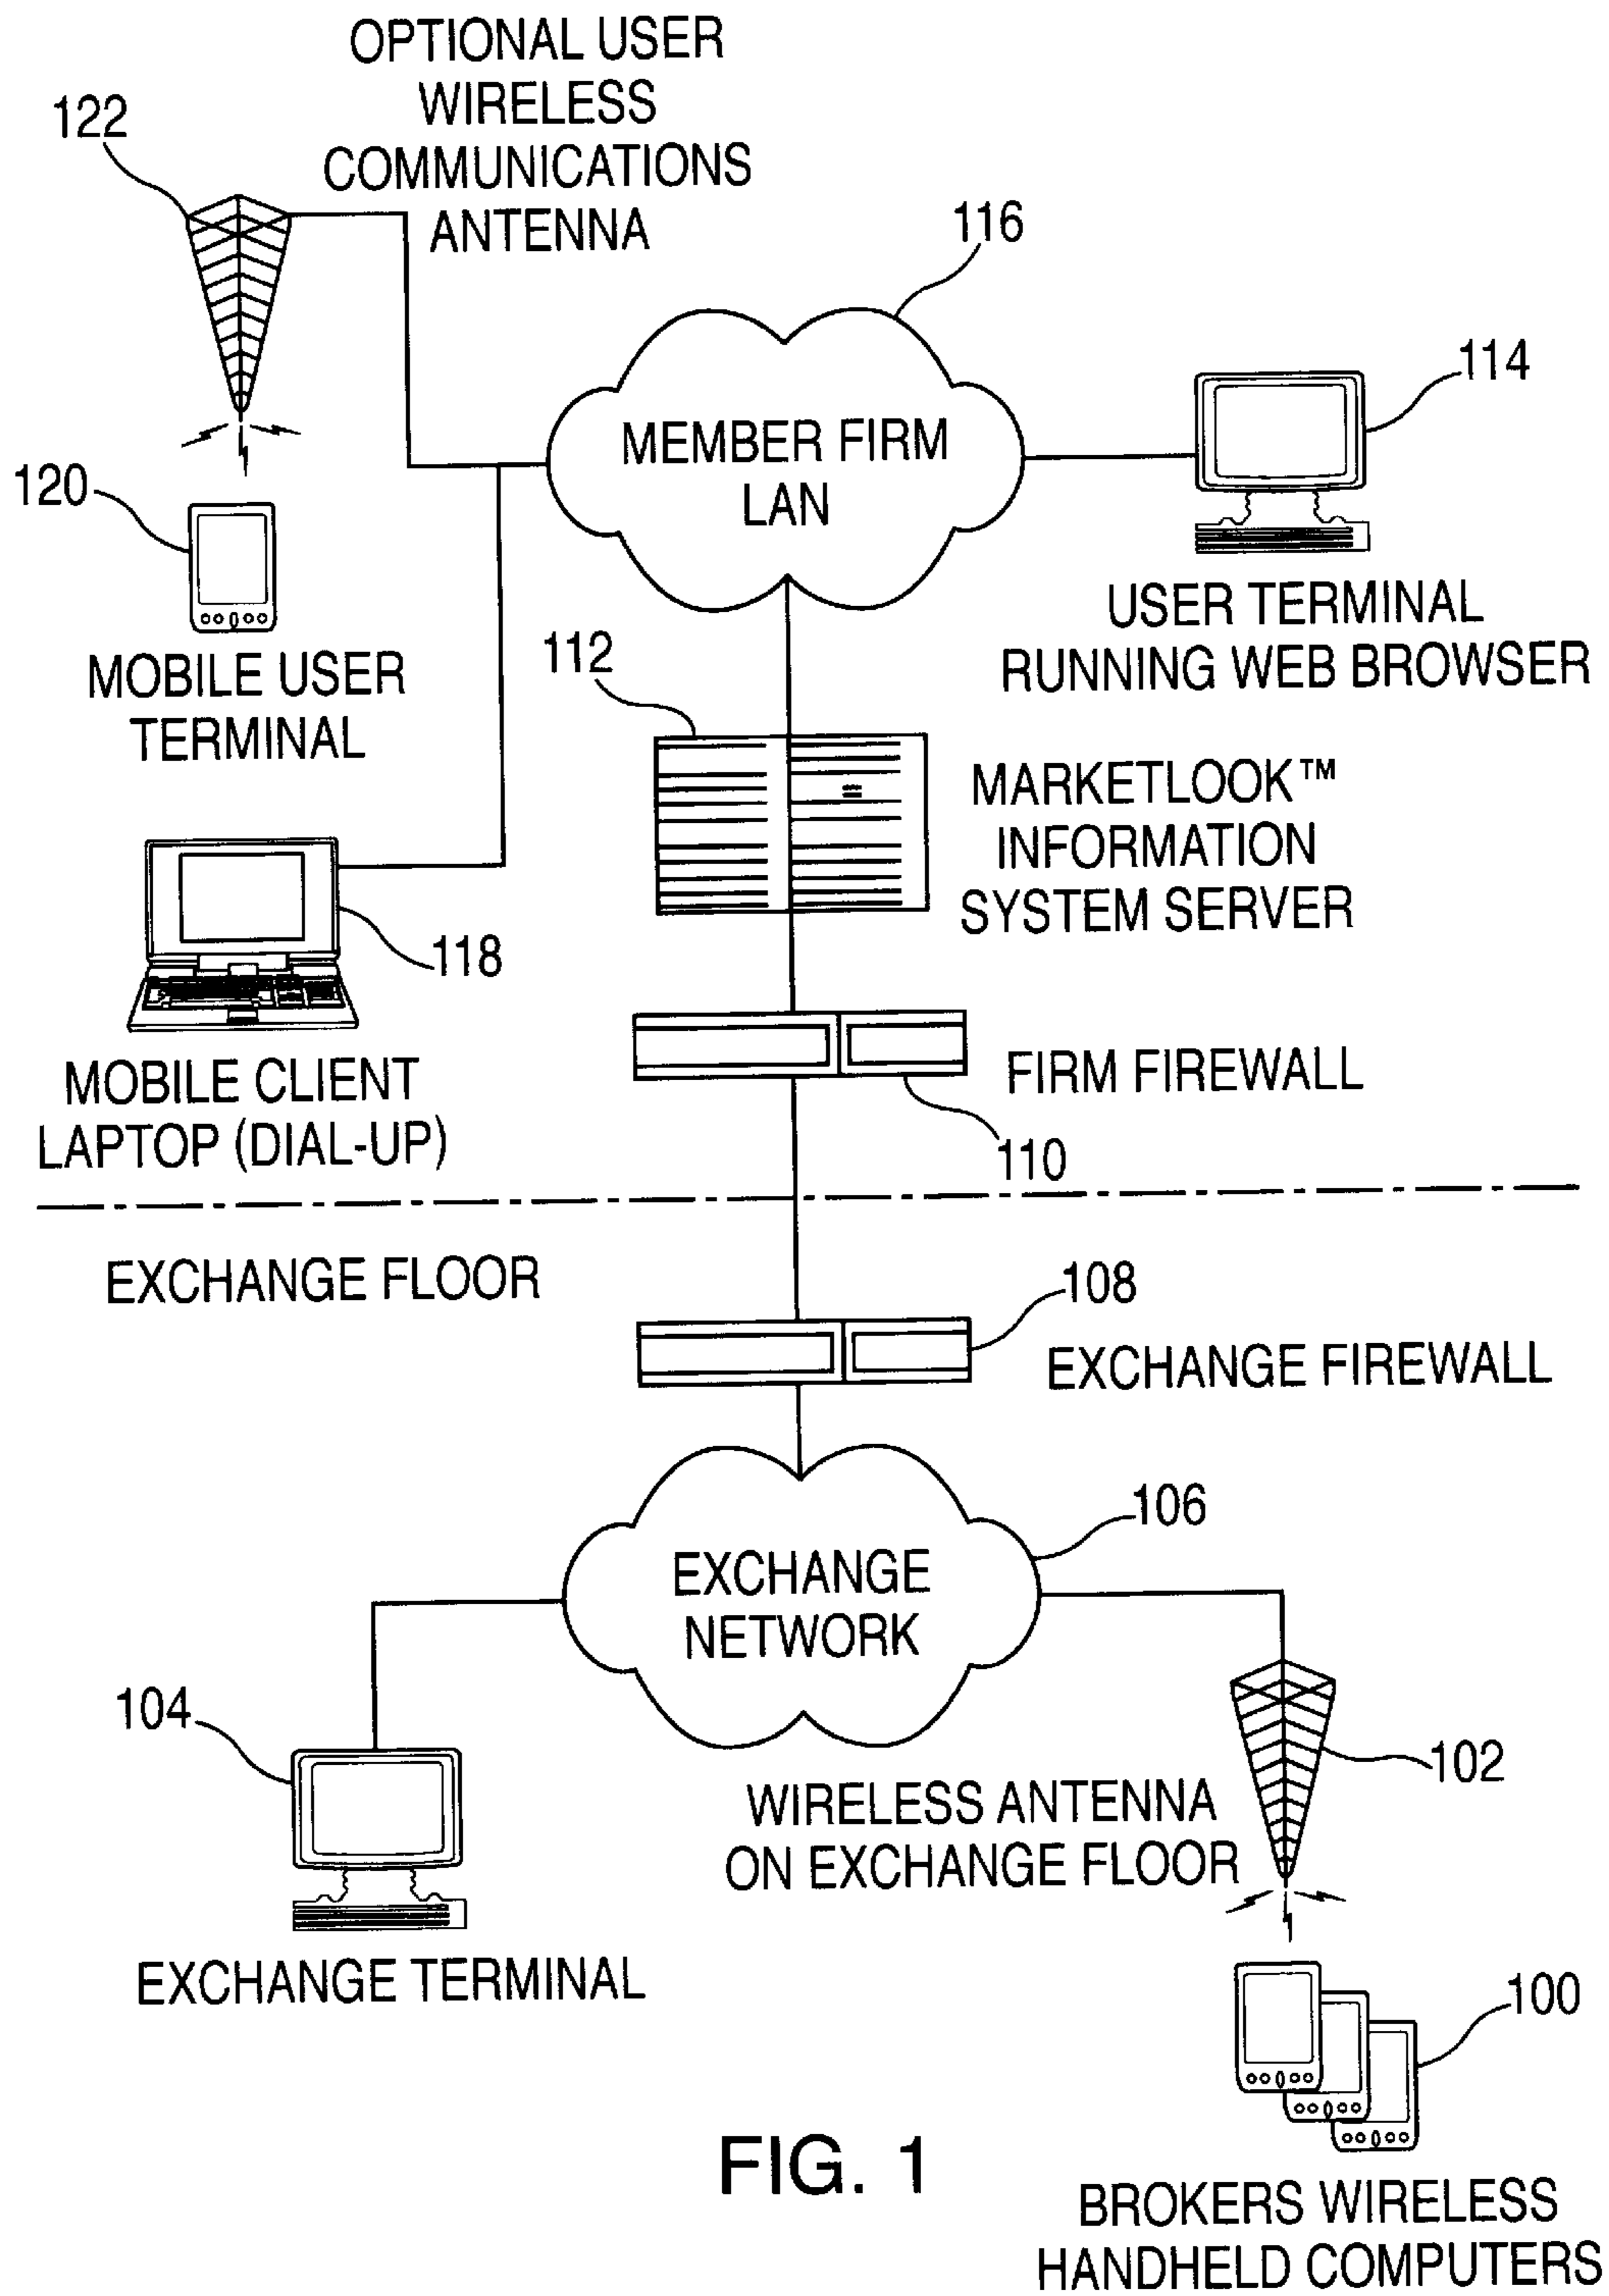 OPTIONAL USER
WIRELESS
COMMUNICATIONS
ANTENNA
122
116
114
MEMBER FIRM
LAN
120
USER TERMINAL
RUNNING WEB BROWSER
MOBILE USER
TERMINAL
112
MARKETLOOK™
INFORMATION
SYSTEM SERVER
118
MOBILE CLIENT
LAPTOP (DIAL-UP)
FIRM FIREWALL
110
EXCHANGE FLOOR
108
EXCHANGE FIREWALL
106
EXCHANGE
NETWORK
104
102
WIRELESS ANTENNA
ON EXCHANGE FLOOR
EXCHANGE TERMINAL
100
FIG. 1
BROKERS WIRELESS
HANDHELD COMPUTERS